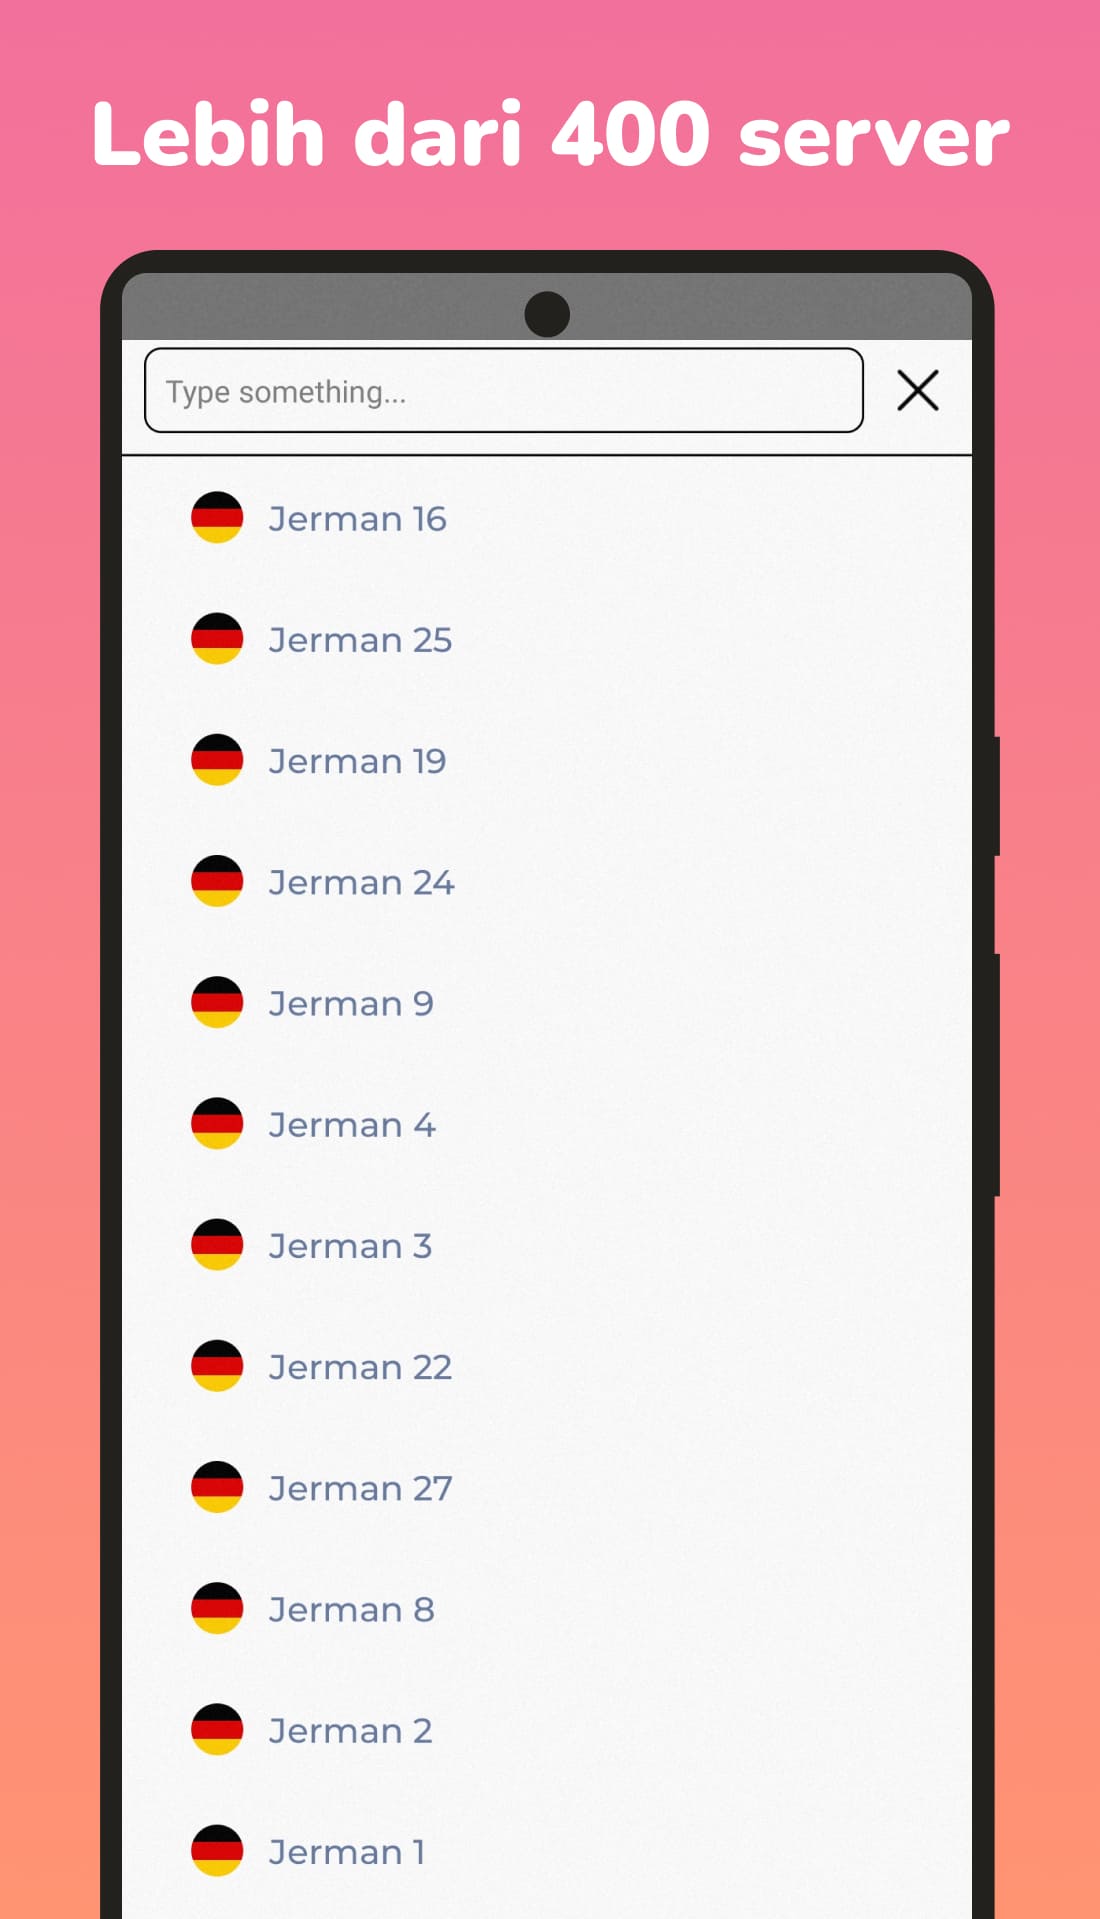 Lebih dari 400 server
Type something...
Jerman 16
Jerman 25
Jerman 19
Jerman 24
Jerman 9
Jerman 4
Jerman 3
Jerman 22
Jerman 27
Jerman 8
Jerman 2
Jerman 1